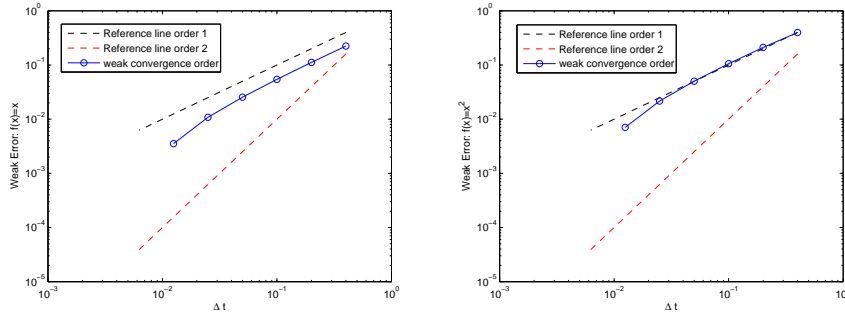 10^0
10^-1
10^-2
10^-3
10^-4
10^-5
Weak Error: f(x)=x
Reference line order 1
Reference line order 2
weak convergence order
10^-3
10^-2
10^-1
10^0
Δ t
10^0
10^-1
10^-2
10^-3
10^-4
10^-5
Weak Error: f(x)=x^2
Reference line order 1
Reference line order 2
weak convergence order
10^-3
10^-2
10^-1
10
Δ t